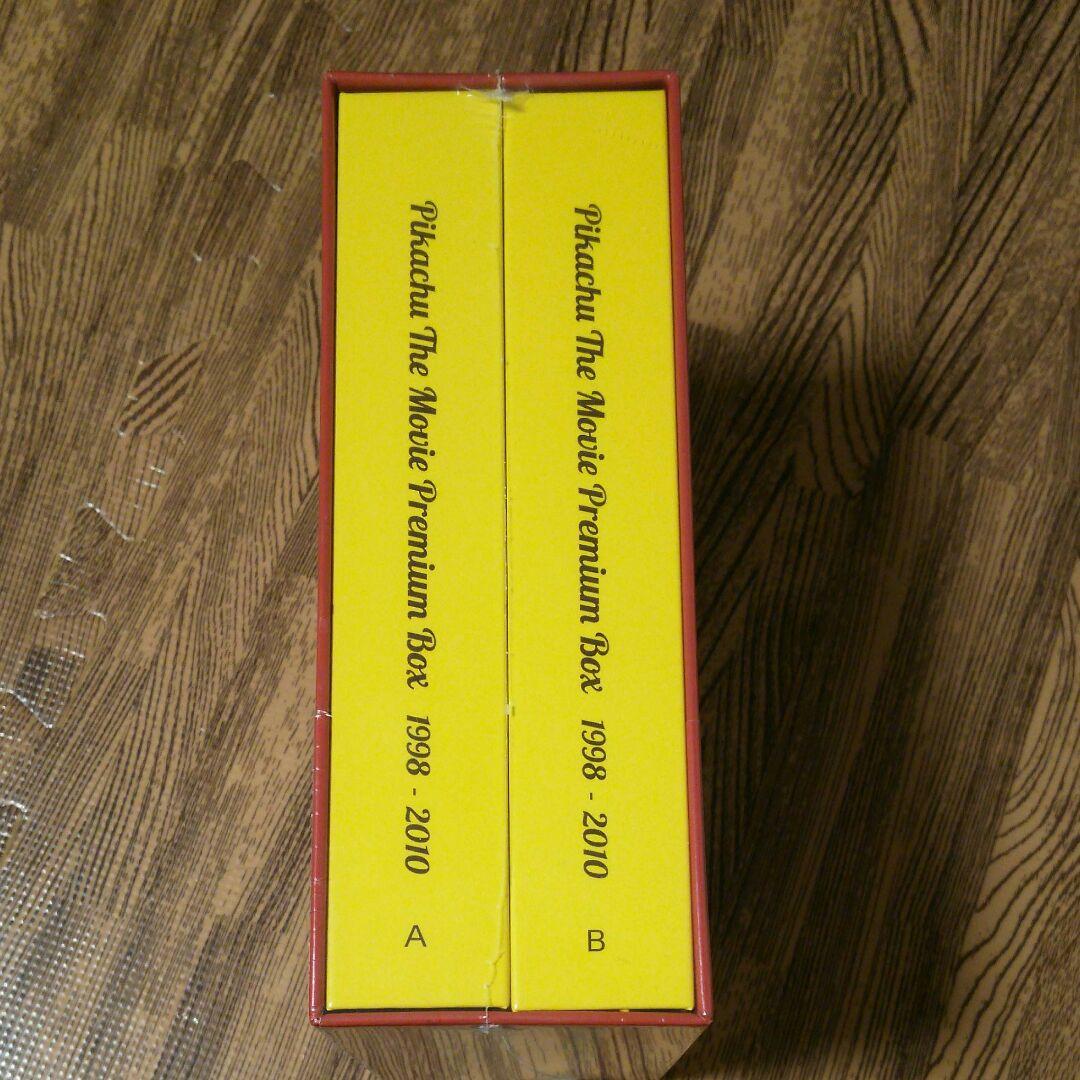 Pikachu The Movie Premium Box 1998 - 2010
A
Pikachu The Movie Premium Box 1998 - 2010
B